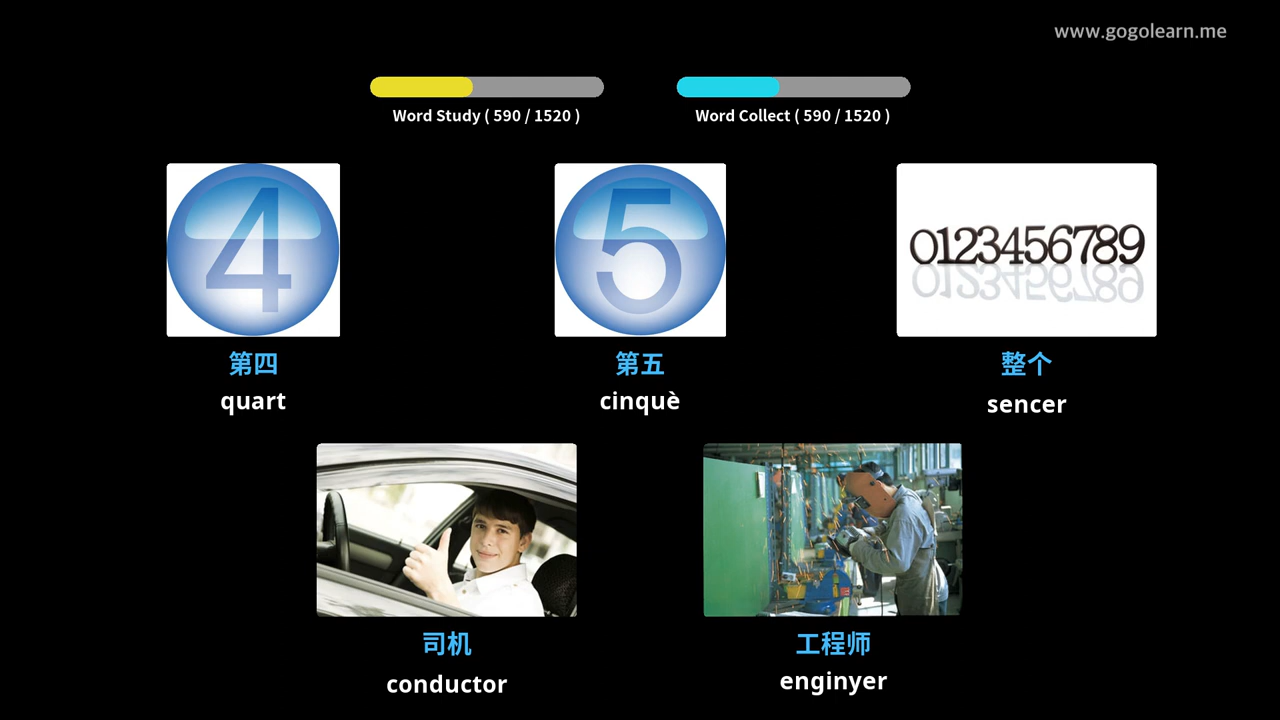 www.gogolearn.me
Word Study ( 590 / 1520 )
Word Collect ( 590 / 1520 )
4
5
0123456789
第四
第五
整个
quart
cinquè
sencer
司机
工程师
conductor
enginyer